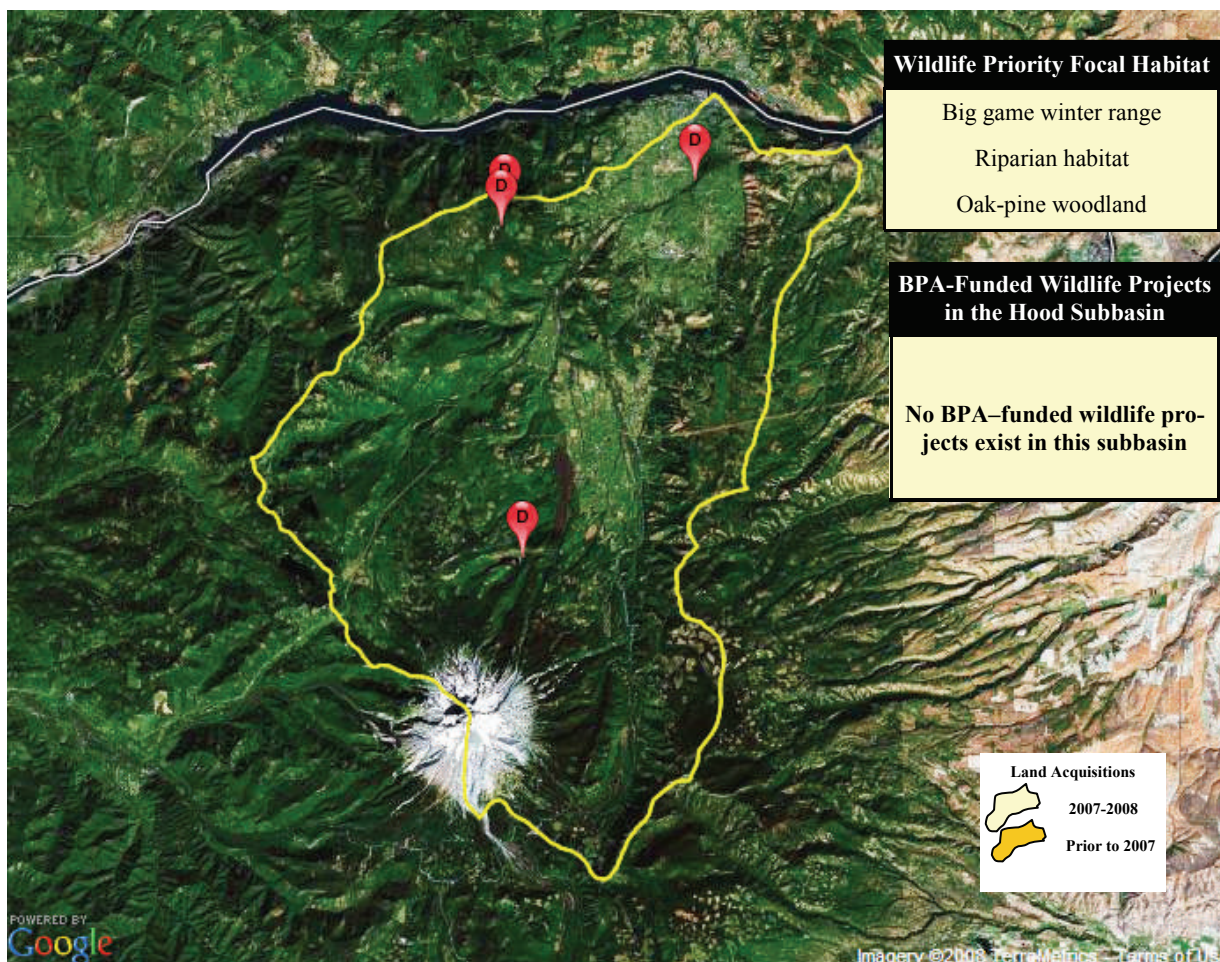 Wildlife Priority Focal Habitat
Big game winter range
Riparian habitat
Oak-pine woodland
BPA-Funded Wildlife Projects
in the Hood Subbasin
No BPA–funded wildlife pro-
jects exist in this subbasin
D
D
D
D
Land Acquisitions
2007-2008
Prior to 2007
POWERED BY
Google
Imagery ©2008 TerraMetrics - Terms of Us